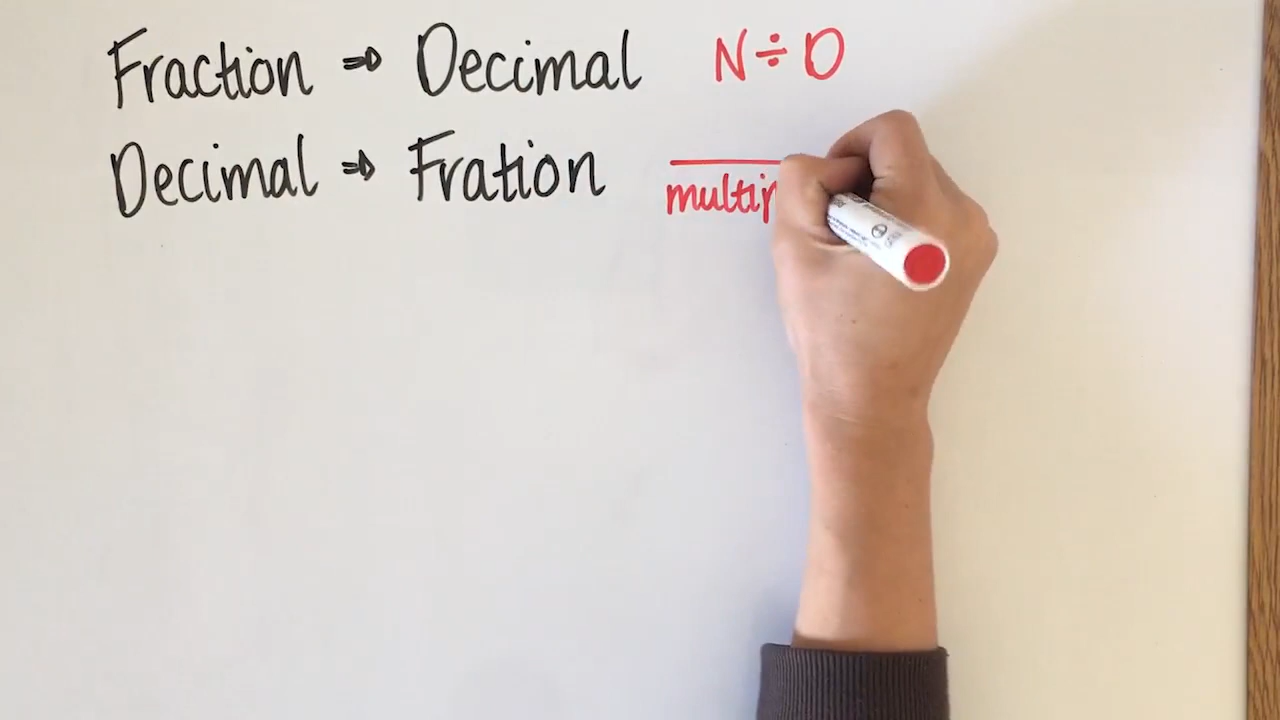 Fraction ⇒ Decimal N÷D
Decimal ⇒ Fration